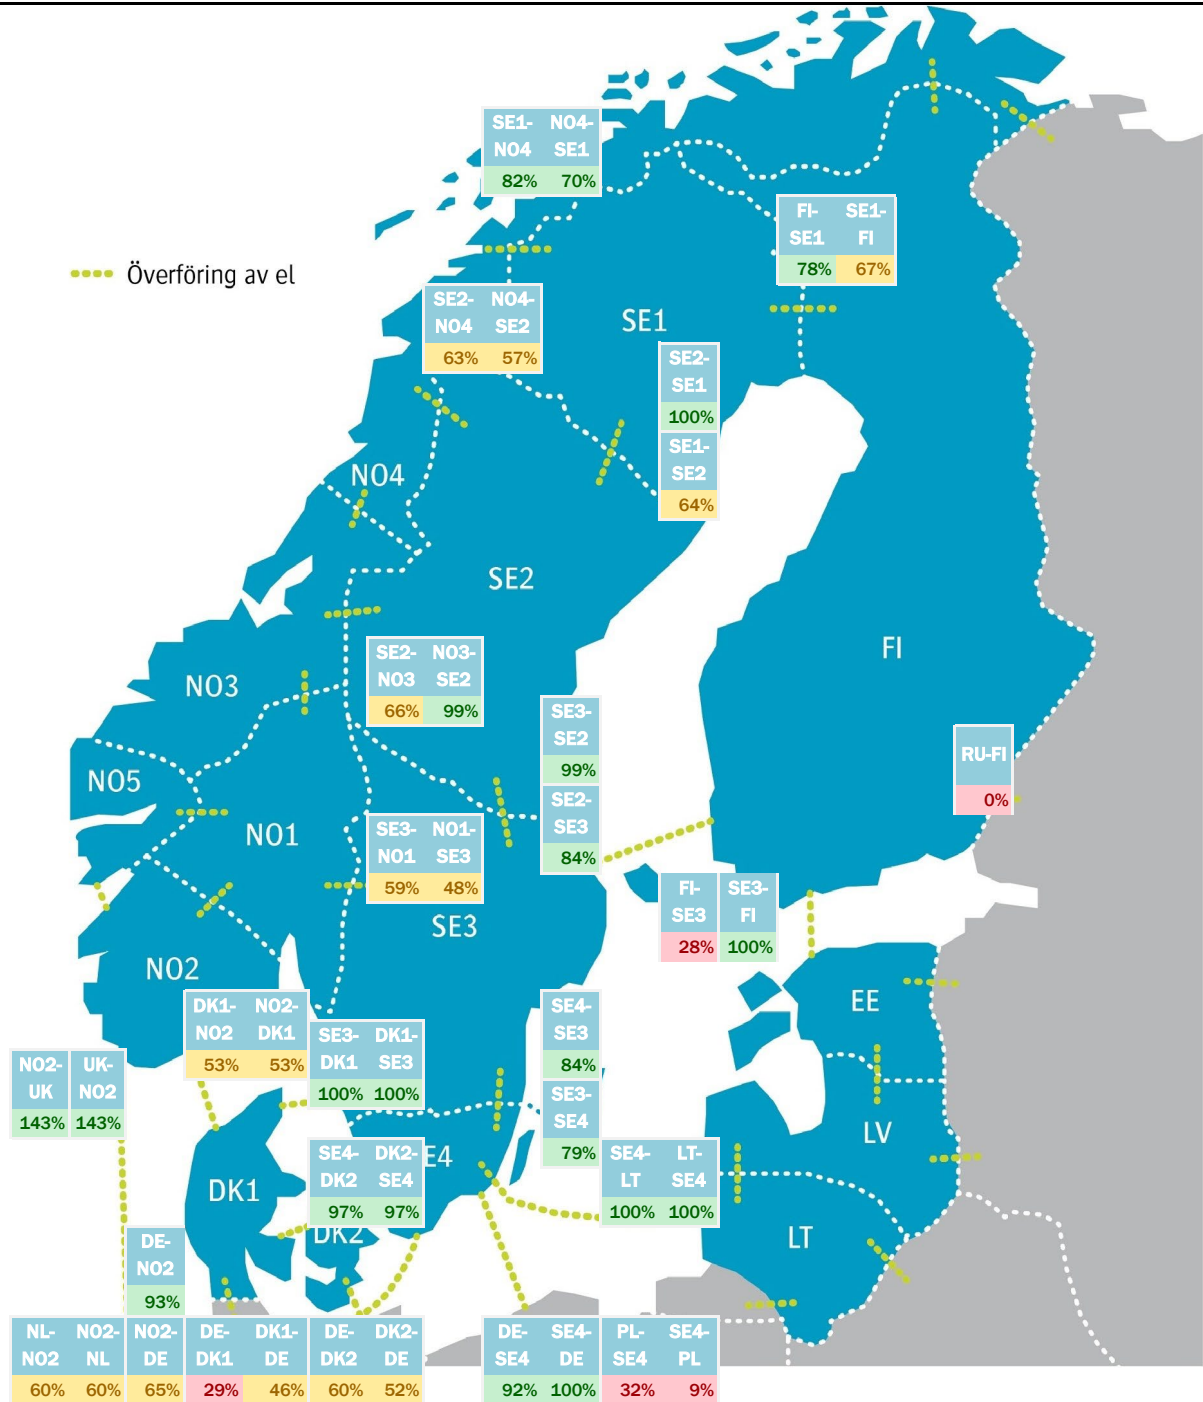 SE1- NO4-
NO4 SE1
82% 70%
FI- SE1-
SE1 FI
78% 67%
Överföring av el
SE2- NO4-
NO4 SE2
63% 57%
SE1
SE2-
SE1
100%
SE1-
SE2
64%
NO4
SE2
FI
SE2- NO3-
NO3 SE2
66% 99%
NO3
SE3-
SE2
99%
SE2-
SE3
84%
RU-FI
0%
NO5
NO1
SE3- NO1-
NO1 SE3
59% 48%
SE3
FI- SE3-
SE3 FI
28% 100%
NO2
EE
DK1- NO2-
NO2 DK1
53% 53%
SE3- DK1-
DK1 SE3
100% 100%
SE4-
SE3
84%
SE3-
SE4
79%
NO2- UK-
UK NO2
143% 143%
LV
SE4- DK2-
DK2 SE4
97% 97%
E4
SE4- LT-
LT SE4
100% 100%
DK1
DK2
LT
DE-
NO2
93%
NL- NO2- NO2- DE- DK1- DE- DK2-
NO2 NL DE DK1 DE DK2 DE
60% 60% 65% 29% 46% 60% 52%
DE- SE4- PL- SE4-
SE4 DE SE4 PL
92% 100% 32% 9%